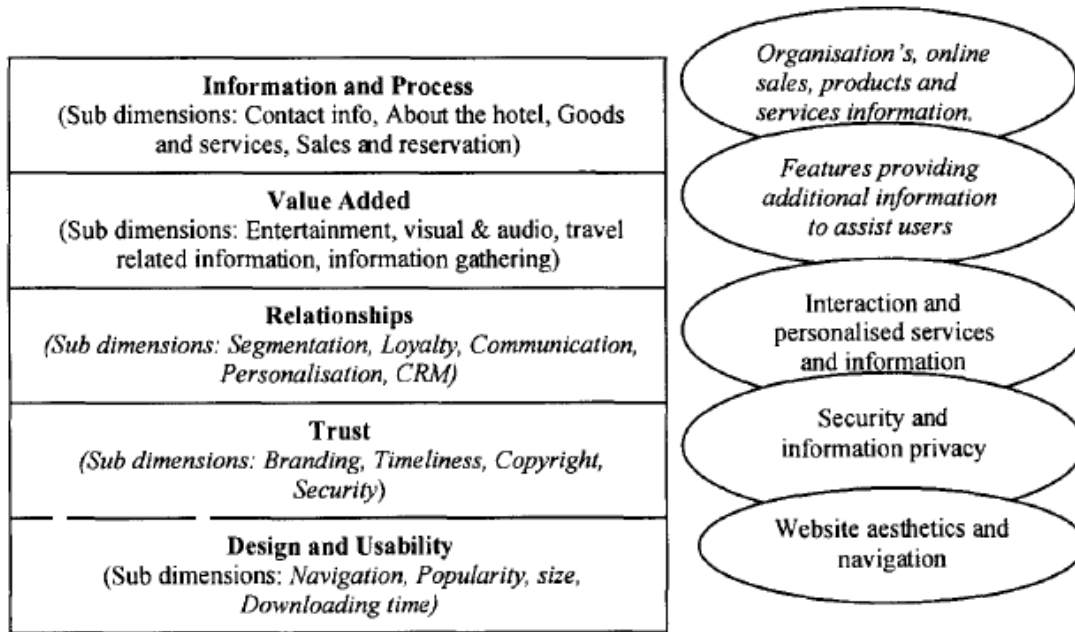 Information and Process
(Sub dimensions: Contact info, About the hotel, Goods
and services, Sales and reservation)
Organisation's, online
sales, products and
services information.
Value Added
(Sub dimensions: Entertainment, visual & audio, travel
related information, information gathering)
Features providing
additional information
to assist users
Relationships
(Sub dimensions: Segmentation, Loyalty, Communication,
Personalisation, CRM)
Interaction and
personalised services
and information
Trust
(Sub dimensions: Branding, Timeliness, Copyright,
Security)
Security and
information privacy
Design and Usability
(Sub dimensions: Navigation, Popularity, size,
Downloading time)
Website aesthetics and
navigation